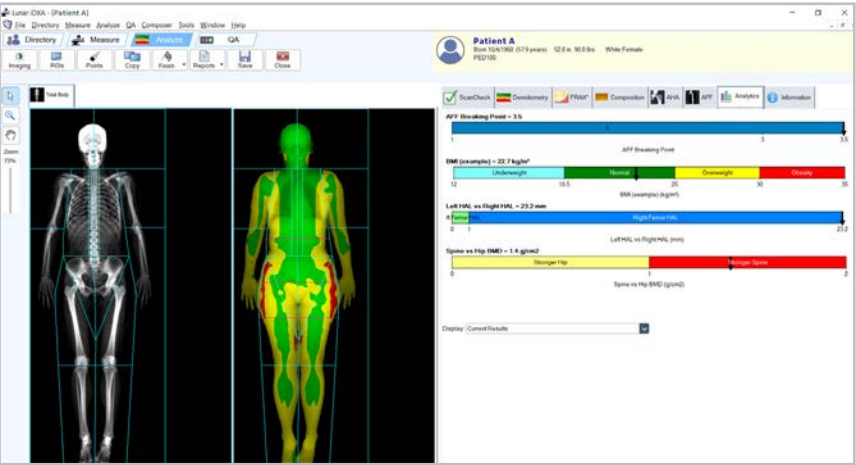 Lunar iDXA - [Patient A]
File Directory Measure Analyze QA Composer Tools Window Help
Directory Measure Analyze QA
Imaging ROIs Points Copy Finish Reports Save Close
Patient A
Born 10/4/1960 (57.9 years) 52.0 in. 90.0 lbs. White Female
PED100
Total Body
Zoom
73%
ScanCheck Densitometry FRAX® Composition AHA AFF Analytics Information
AFF Breaking Point = 3.5
1 3 3.5
AFF Breaking Point
BMI (example) = 22.7 kg/m²
Underweight Normal Overweight Obesity
12 18.5 25 30 35
BMI (example) (kg/m²)
Left HAL vs Right HAL = 23.2 mm
Right Femur HAL
0 1 23.2
Left HAL vs Right HAL (mm)
Spine vs Hip BMD = 1.4 g/cm2
Stronger Hip Stronger Spine
0 1 2
Spine vs Hip BMD (g/cm2)
Display: Current Results